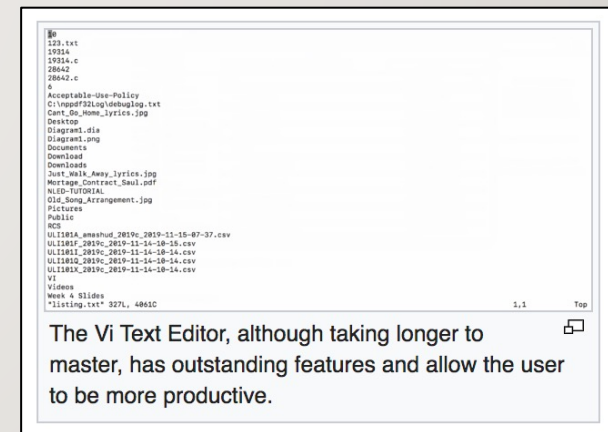 10
123.txt
19314
19314.c
28642
28642.c
6
Acceptable-Use-Policy
C:\nppdf32Log\debuglog.txt
Cant_Go_Home_lyrics.jpg
Desktop
Diagram1.dia
Diagram1.png
Documents
Download
Downloads
Just_Walk_Away_lyrics.jpg
Mortage_Contract_Saul.pdf
NLED-TUTORIAL
Old_Song_Arrangement.jpg
Pictures
Public
RCS
ULI101A_amashud_2019c_2019-11-15-07-37.csv
ULI101F_2019c_2019-11-14-10-15.csv
ULI101I_2019c_2019-11-14-10-14.csv
ULI101Q_2019c_2019-11-14-10-14.csv
ULI101X_2019c_2019-11-14-10-14.csv
VI
Videos
Week 4 Slides
"listing.txt" 327L, 4061C 1,1 Top
The Vi Text Editor, although taking longer to
master, has outstanding features and allow the user
to be more productive.